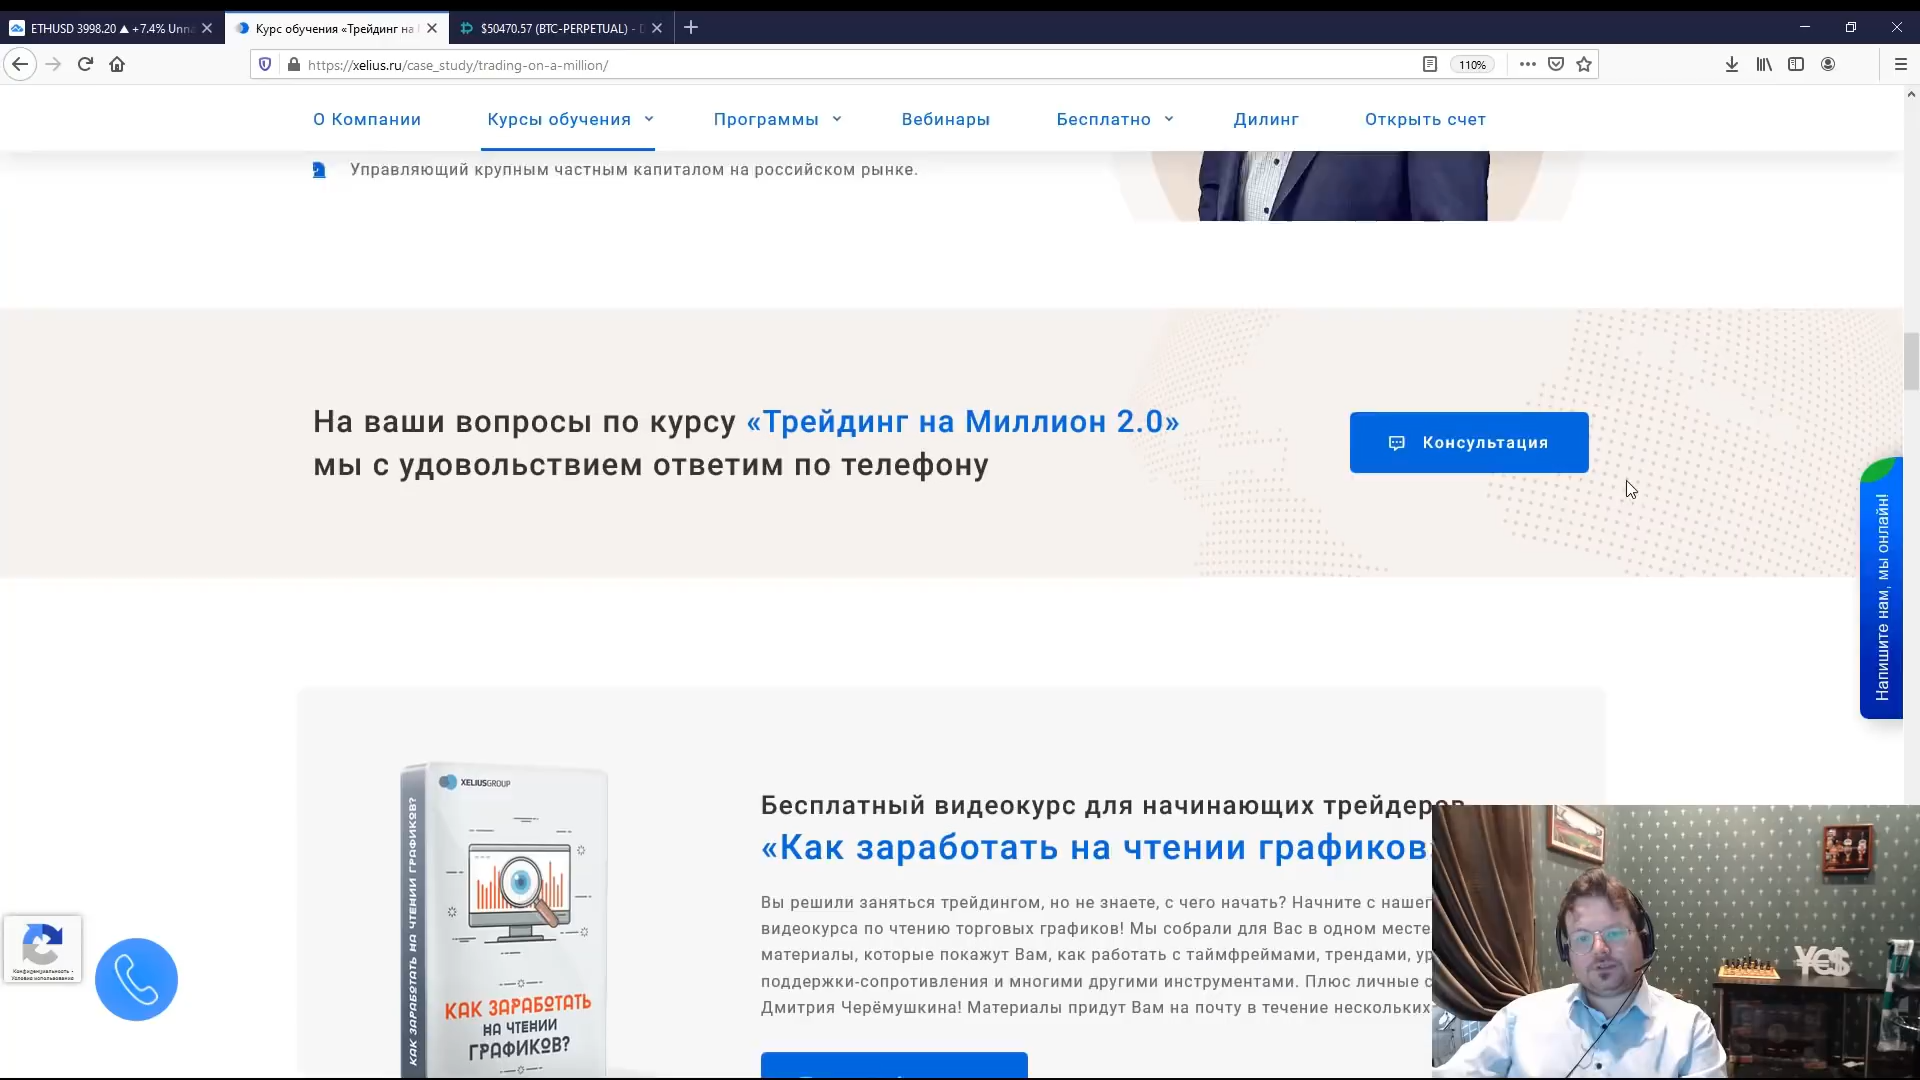 ETHUSD 3998.20 ▲ +7.4% Unna
Курс обучения «Трейдинг на
$50470.57 (BTC-PERPETUAL) - D
https://xelius.ru/case_study/trading-on-a-million/
110%
О Компании
Курсы обучения
Программы
Вебинары
Бесплатно
Дилинг
Открыть счет
Управляющий крупным частным капиталом на российском рынке.
На ваши вопросы по курсу «Трейдинг на Миллион 2.0»
мы с удовольствием ответим по телефону
Консультация
Напишите нам, мы онлайн!
XELIUSGROUP
КАК ЗАРАБОТАТЬ НА ЧТЕНИИ ГРАФИКОВ?
КАК ЗАРАБОТАТЬ
НА ЧТЕНИИ
ГРАФИКОВ?
Бесплатный видеокурс для начинающих трейдеров
«Как заработать на чтении графиков
Вы решили заняться трейдингом, но не знаете, с чего начать? Начните с нашег
видеокурса по чтению торговых графиков! Мы собрали для Вас в одном месте
материалы, которые покажут Вам, как работать с таймфреймами, трендами, ур
поддержки-сопротивления и многими другими инструментами. Плюс личные с
Дмитрия Черёмушкина! Материалы придут Вам на почту в течение нескольких
Конфиденциальность -
Условия использования
YE$